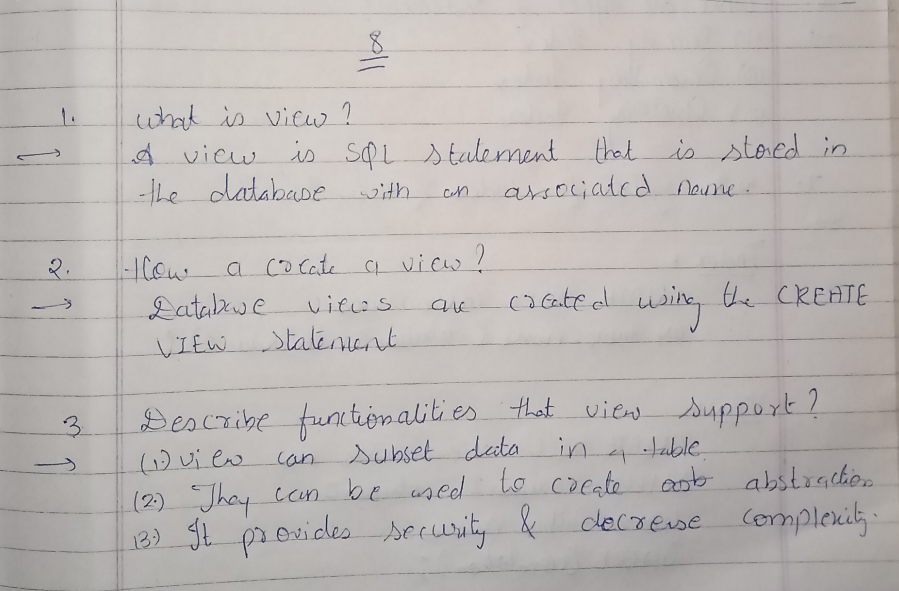 8
1. What is view?
→ A view is SQL statement that is stored in
the database with an associated name.
2. How a create a view?
→ Database views are created using the CREATE
VIEW statement
3 Describe functionalities that view support?
→ (1.) view can subset data in a table.
(2.) They can be used to create abstraction
(3.) It provides security & decrese complexity.